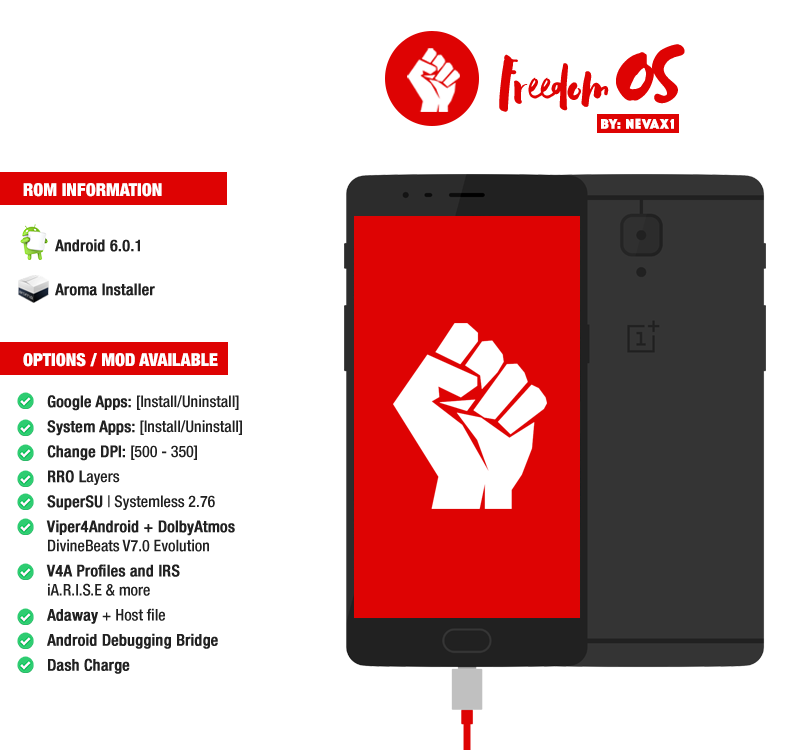 Freedom OS
BY: NEVAX1
ROM INFORMATION
Android 6.0.1
Aroma Installer
OPTIONS / MOD AVAILABLE
Google Apps: [Install/Uninstall]
System Apps: [Install/Uninstall]
Change DPI: [500 - 350]
RRO Layers
SuperSU | Systemless 2.76
Viper4Android + DolbyAtmos
DivineBeats V7.0 Evolution
V4A Profiles and IRS
iA.R.I.S.E & more
Adaway + Host file
Android Debugging Bridge
Dash Charge
1+